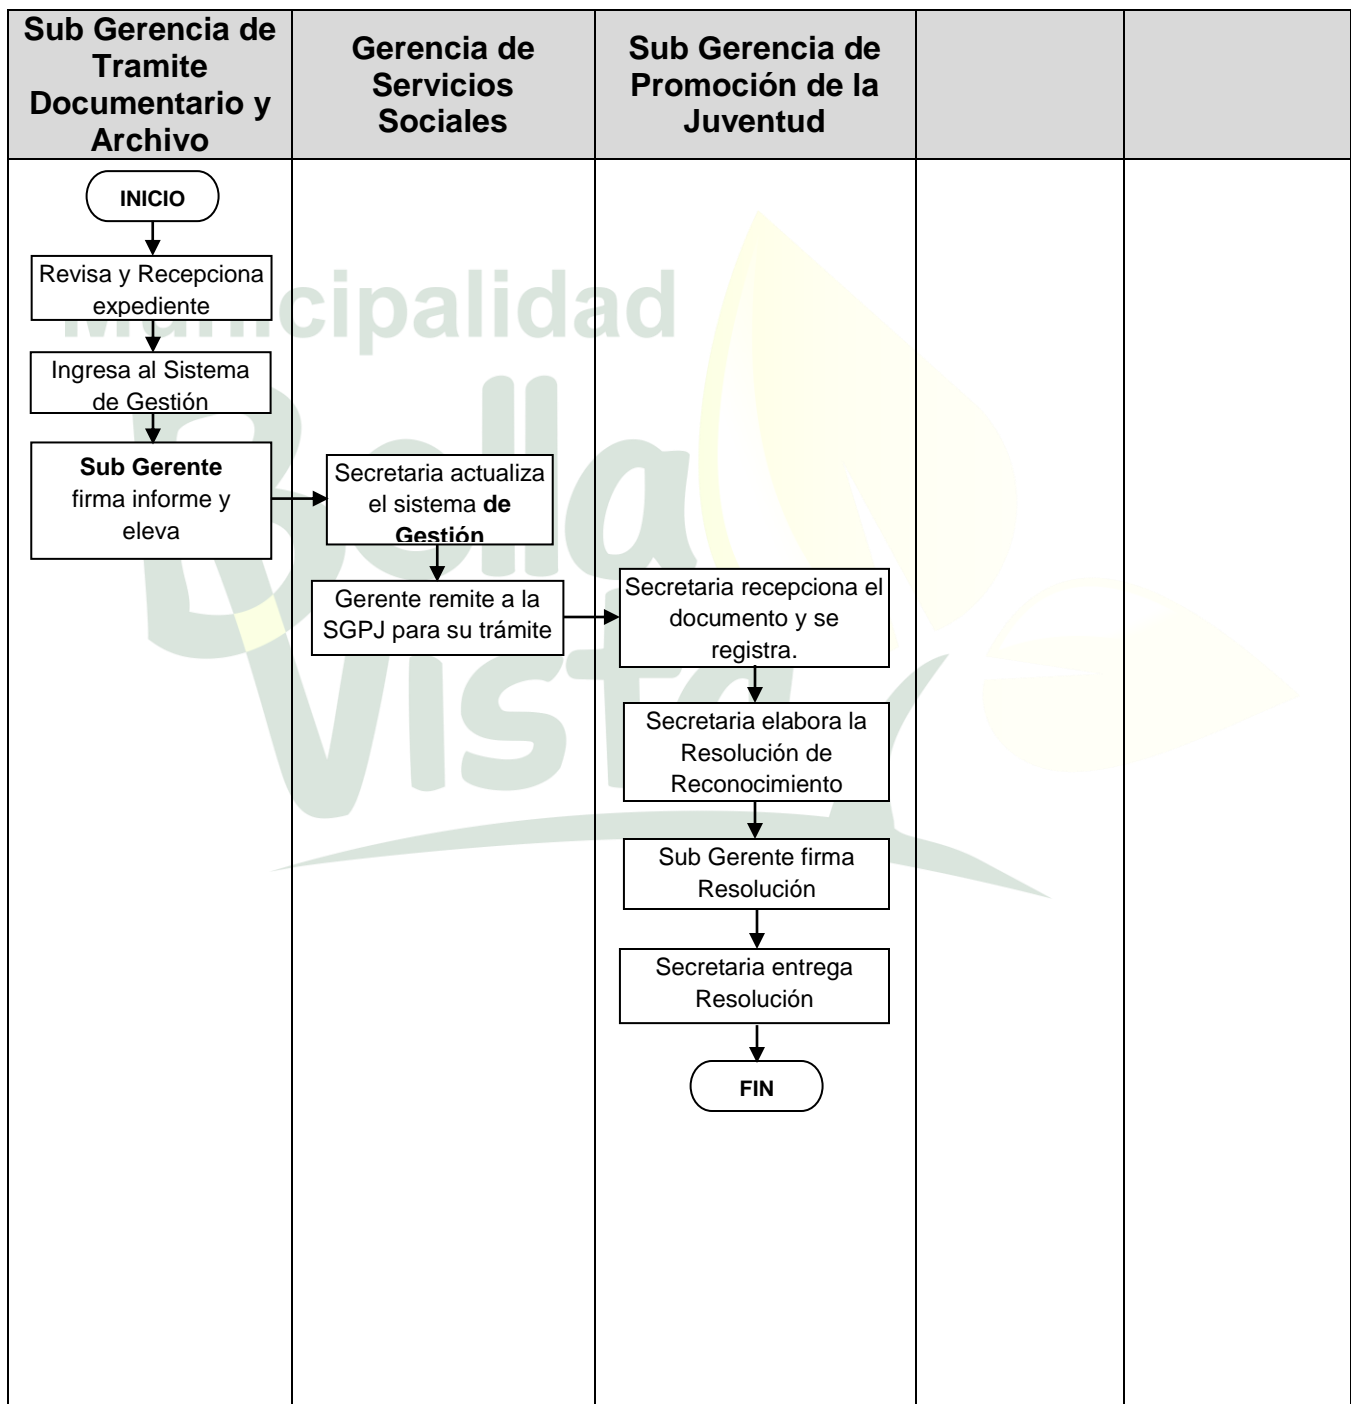 Sub Gerencia de
Tramite
Documentario y
Archivo
Gerencia de
Servicios
Sociales
Sub Gerencia de
Promoción de la
Juventud
INICIO
Revisa y Recepciona
expediente
Ingresa al Sistema
de Gestión
Sub Gerente
firma informe y
eleva
Secretaria actualiza
el sistema de
Gestión
Gerente remite a la
SGPJ para su trámite
Secretaria recepciona el
documento y se
registra.
Secretaria elabora la
Resolución de
Reconocimiento
Sub Gerente firma
Resolución
Secretaria entrega
Resolución
FIN
Municipalidad
Bella
Vista